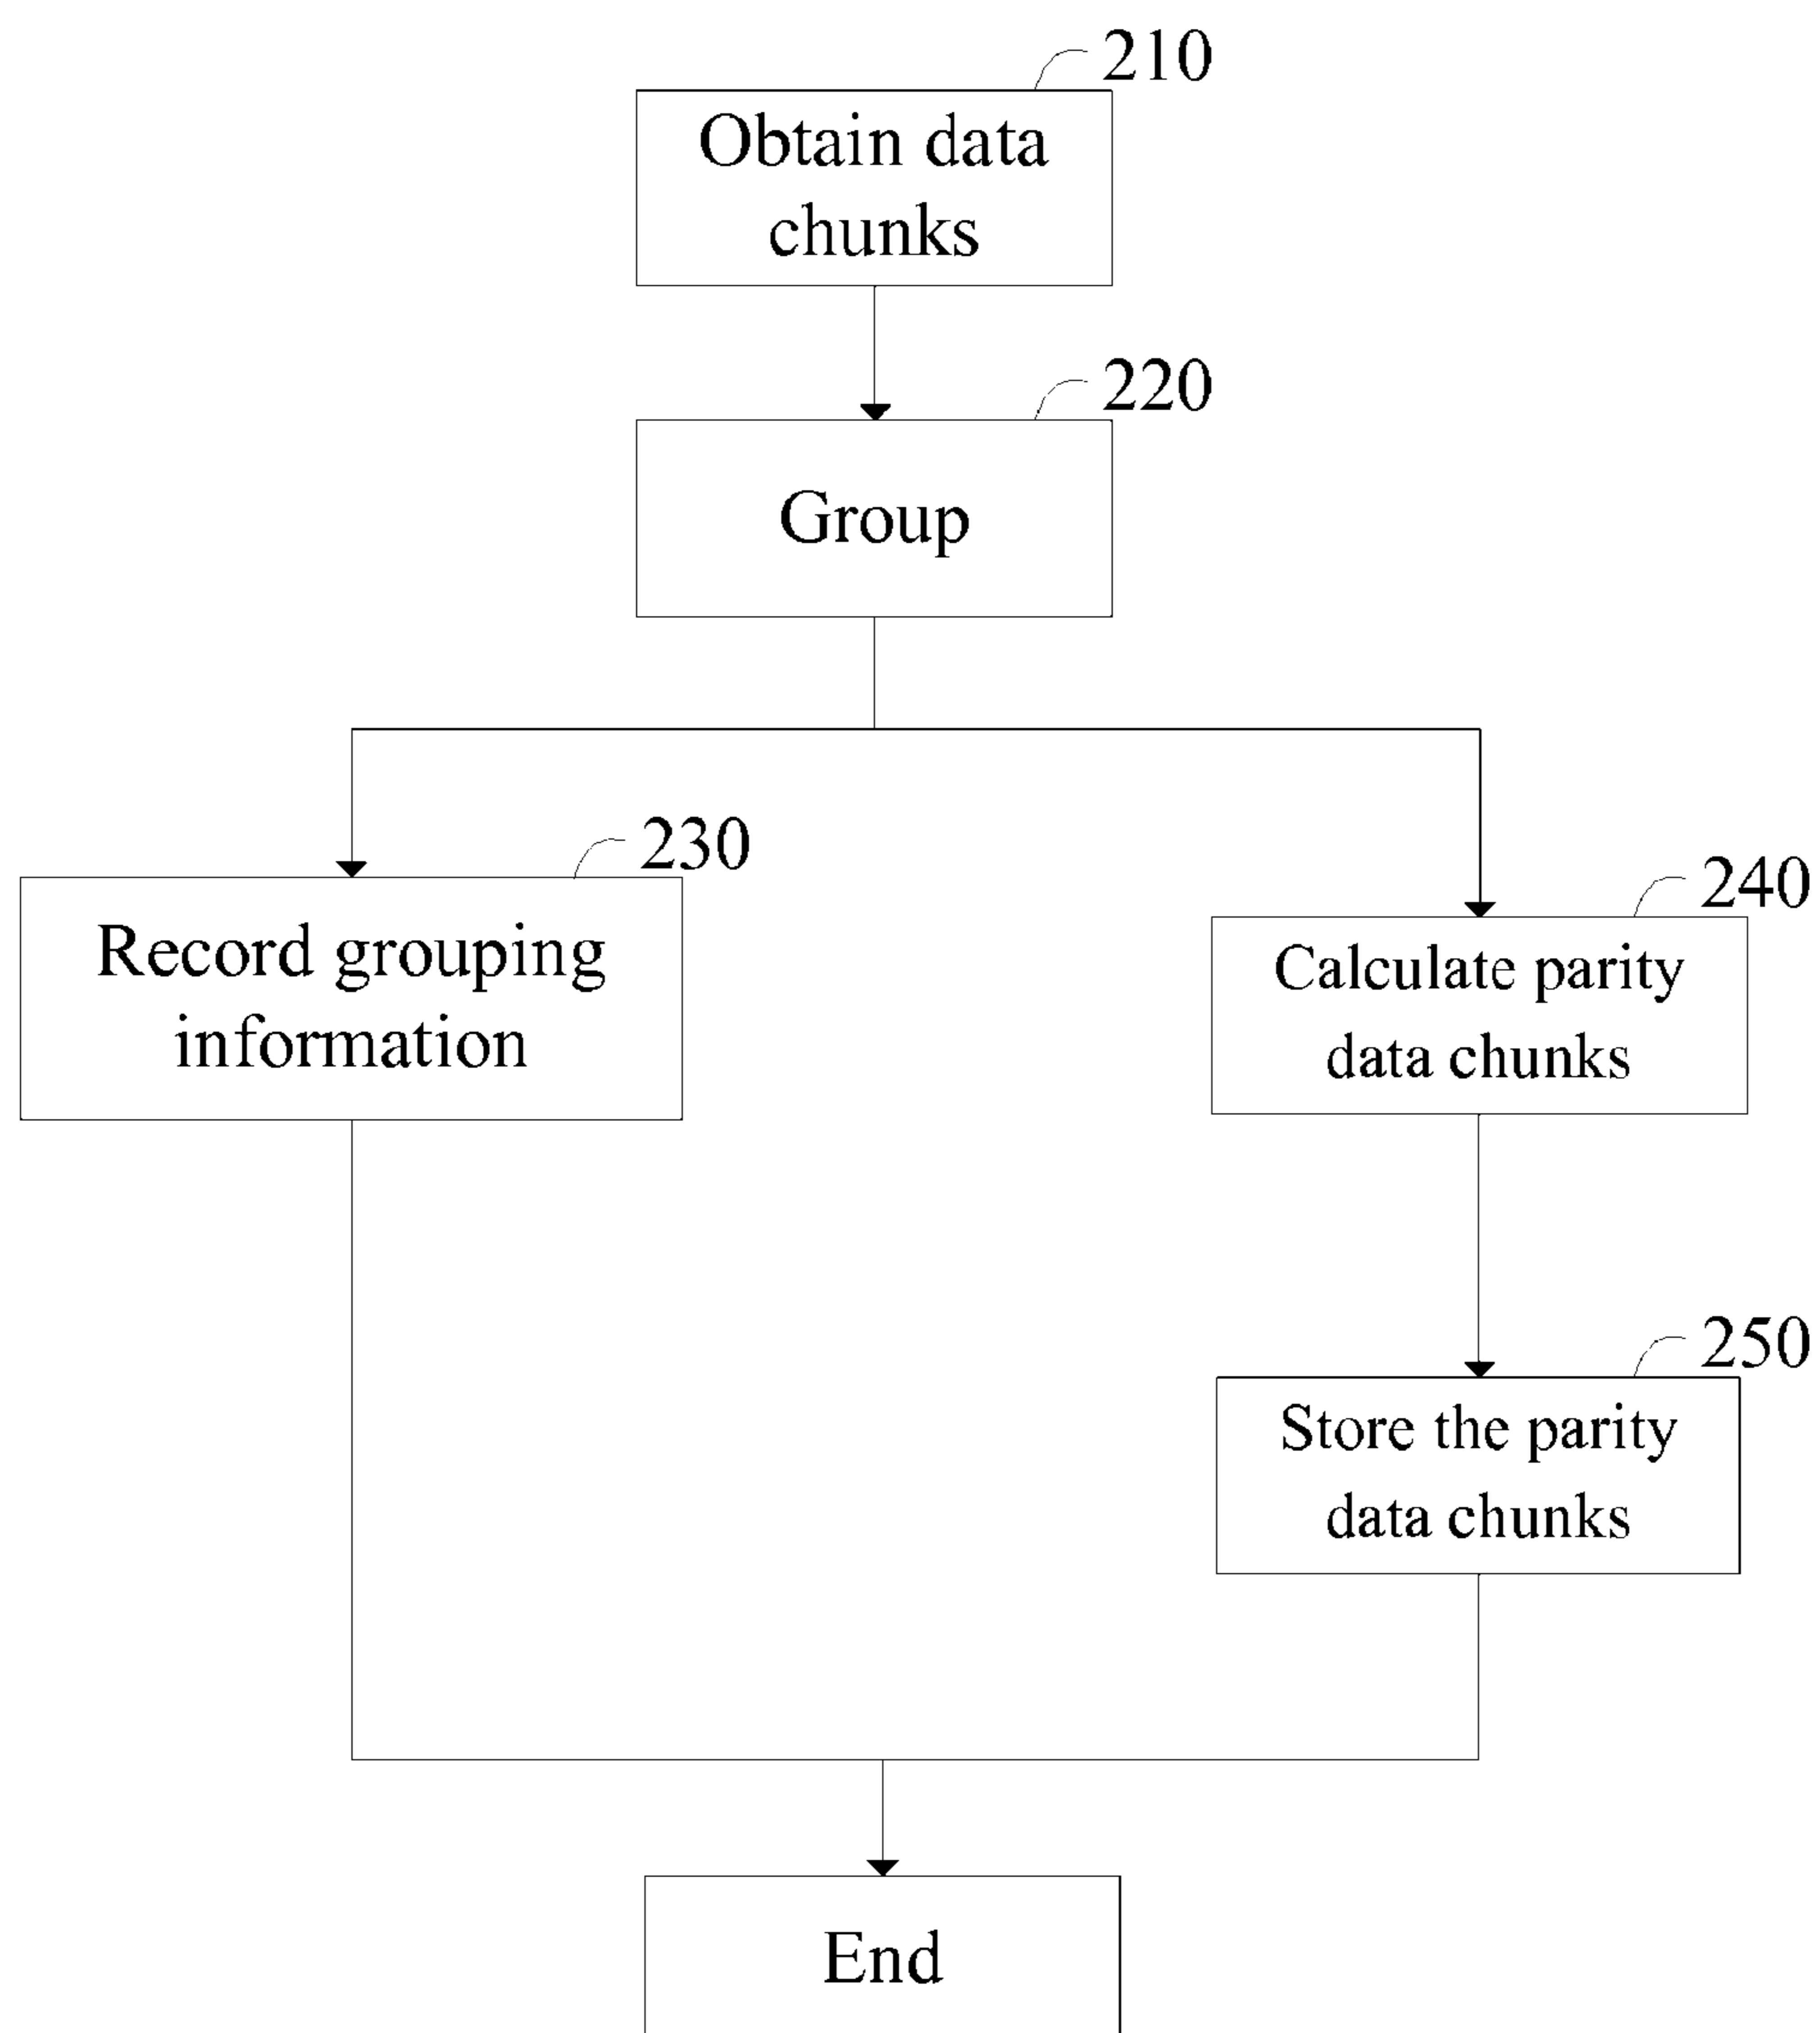 210
Obtain data
chunks
220
Group
230
Record grouping
information
240
Calculate parity
data chunks
250
Store the parity
data chunks
End